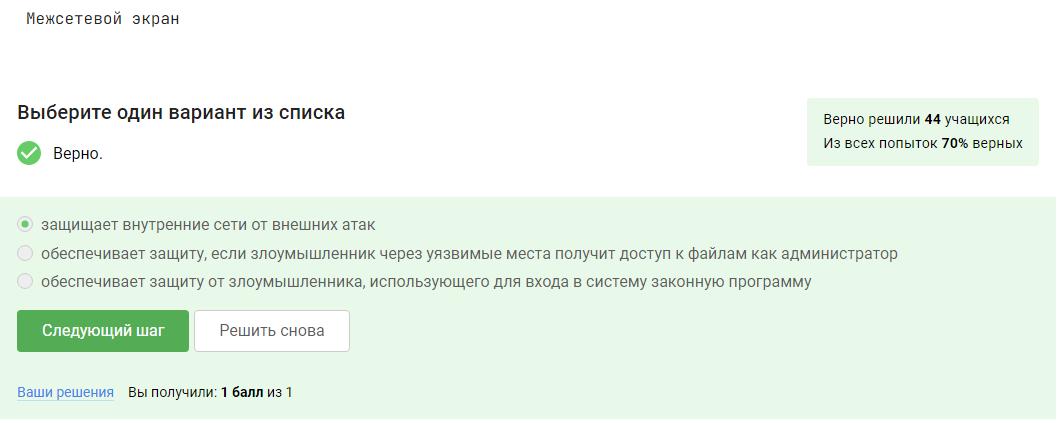 Межсетевой экран
Выберите один вариант из списка
Верно.
Верно решили 44 учащихся
Из всех попыток 70% верных
защищает внутренние сети от внешних атак
обеспечивает защиту, если злоумышленник через уязвимые места получит доступ к файлам как администратор
обеспечивает защиту от злоумышленника, использующего для входа в систему законную программу
Следующий шаг Решить снова
Ваши решения Вы получили: 1 балл из 1